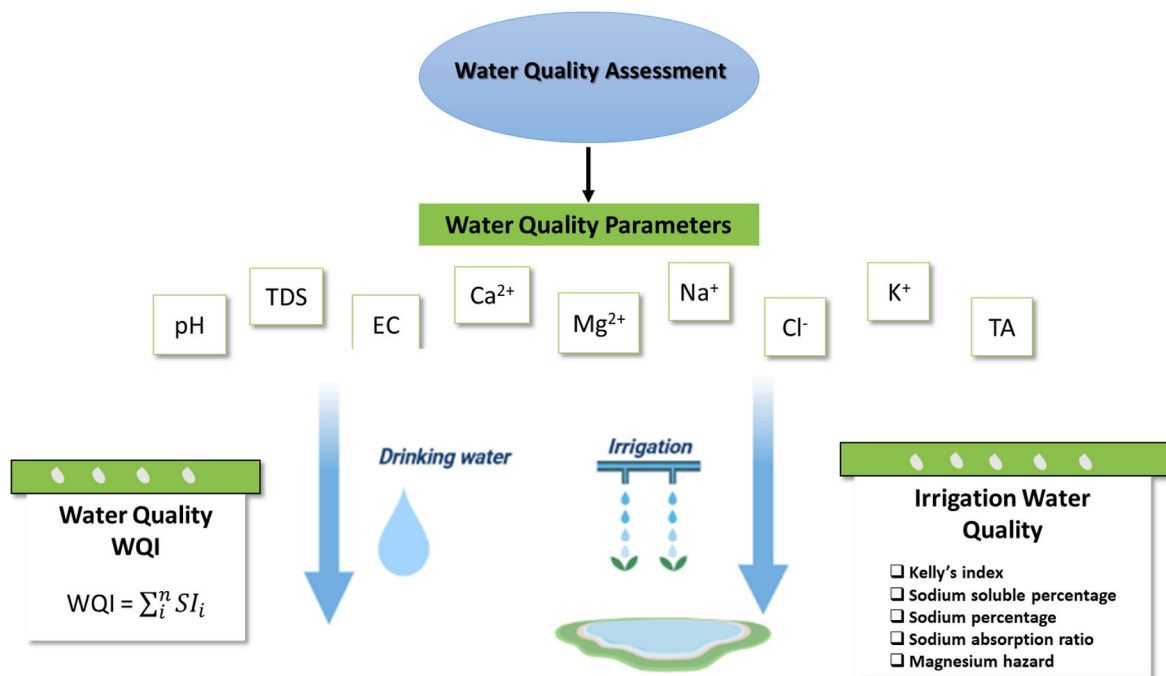 Water Quality Assessment
Water Quality Parameters
pH
TDS
EC
Ca²⁺
Mg²⁺
Na⁺
Cl⁻
K⁺
TA
Drinking water
Irrigation
Water Quality
WQI
WQI = ∑ᵢⁿ SIᵢ
Irrigation Water
Quality
❑ Kelly’s index
❑ Sodium soluble percentage
❑ Sodium percentage
❑ Sodium absorption ratio
❑ Magnesium hazard